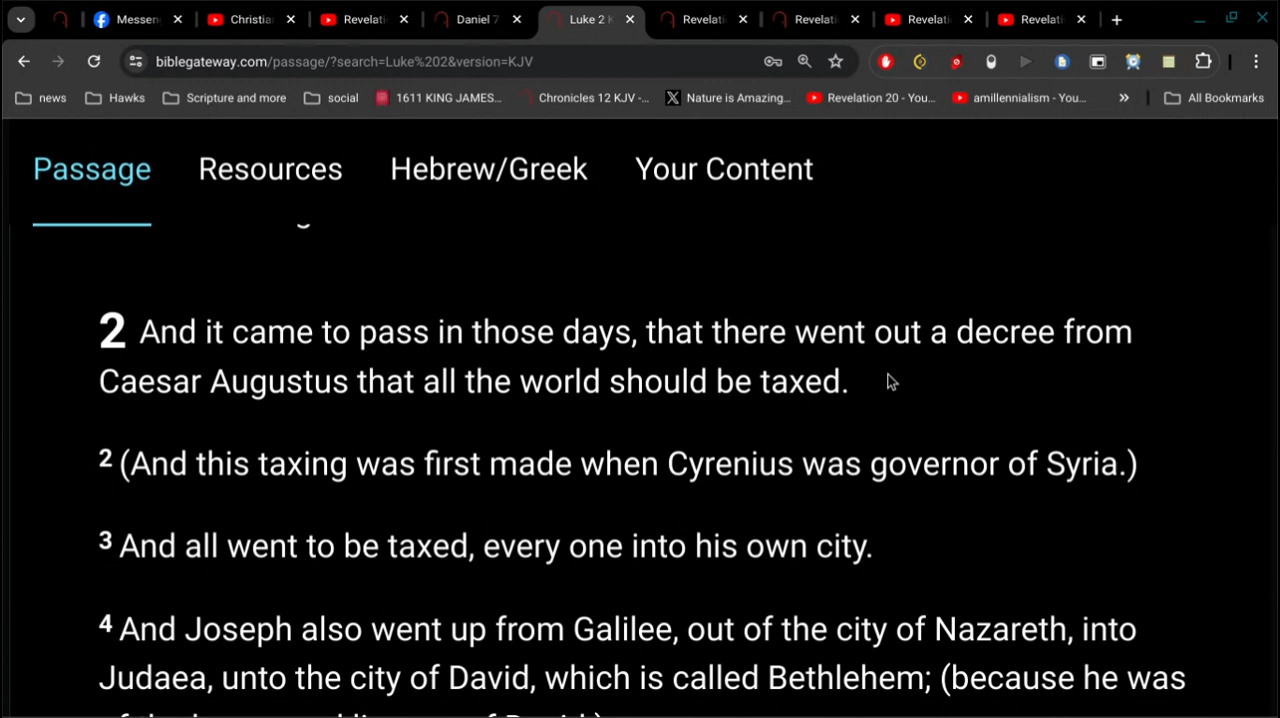 Messen
Christia
Revelati
Daniel 7
Luke 2 K
Revelati
Revelati
Revelati
Revelati
biblegateway.com/passage/?search=Luke%202&version=KJV
news Hawks Scripture and more social 1611 KING JAMES... Chronicles 12 KJV -... Nature is Amazing... Revelation 20 - You... amillennialism - You... » All Bookmarks
Passage Resources Hebrew/Greek Your Content
2 And it came to pass in those days, that there went out a decree from
Caesar Augustus that all the world should be taxed.
2 (And this taxing was first made when Cyrenius was governor of Syria.)
3 And all went to be taxed, every one into his own city.
4 And Joseph also went up from Galilee, out of the city of Nazareth, into
Judaea, unto the city of David, which is called Bethlehem; (because he was